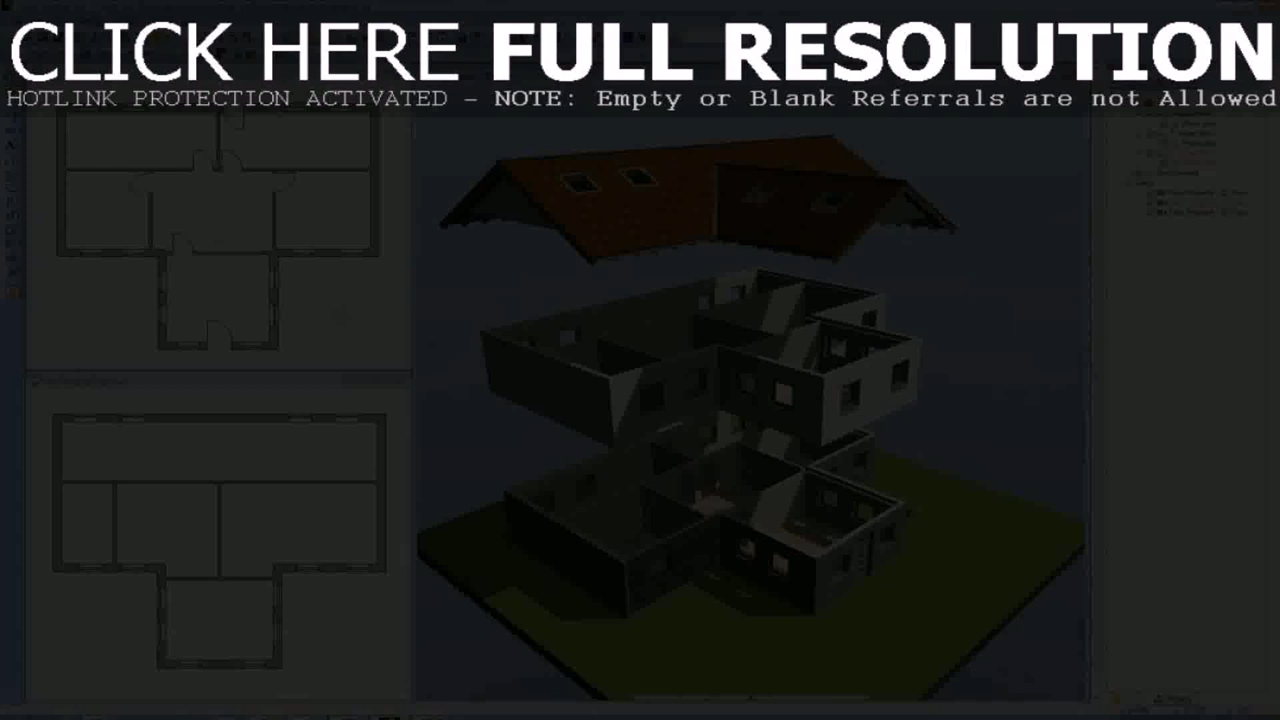 CLICK HERE FULL RESOLUTION
HOTLINK PROTECTION ACTIVATED – NOTE: Empty or Blank Referrals are not Allowed